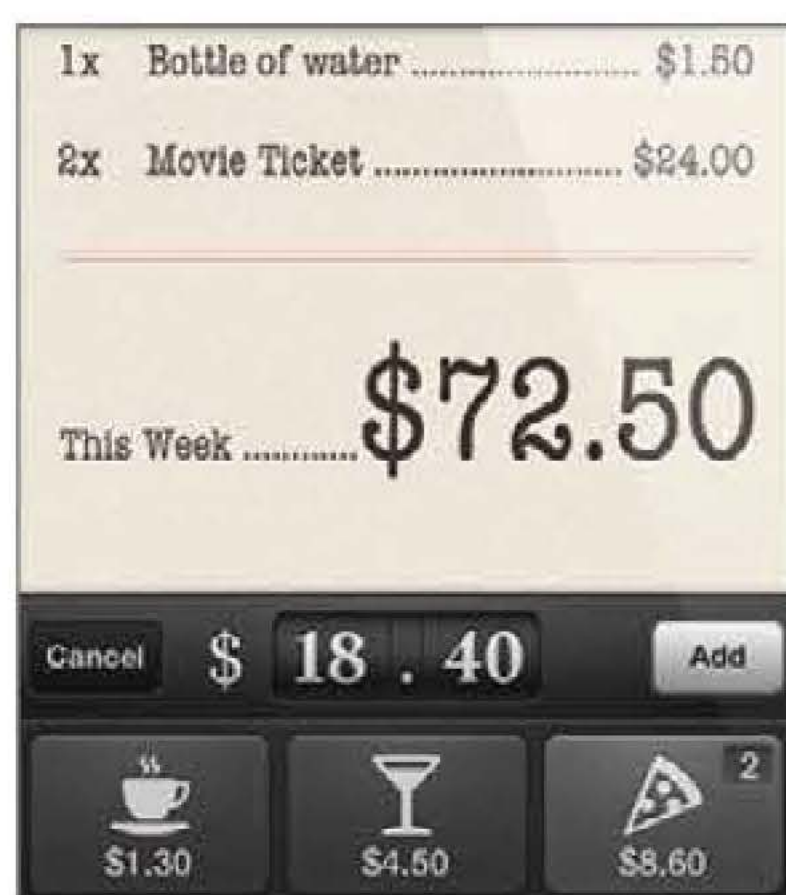 1x Bottle of water ........................ $1.50
2x Movie Ticket .......................... $24.00
This Week ............ $72.50
Cancel $ 18 . 40 Add
2
$1.30 $4.50 $8.60